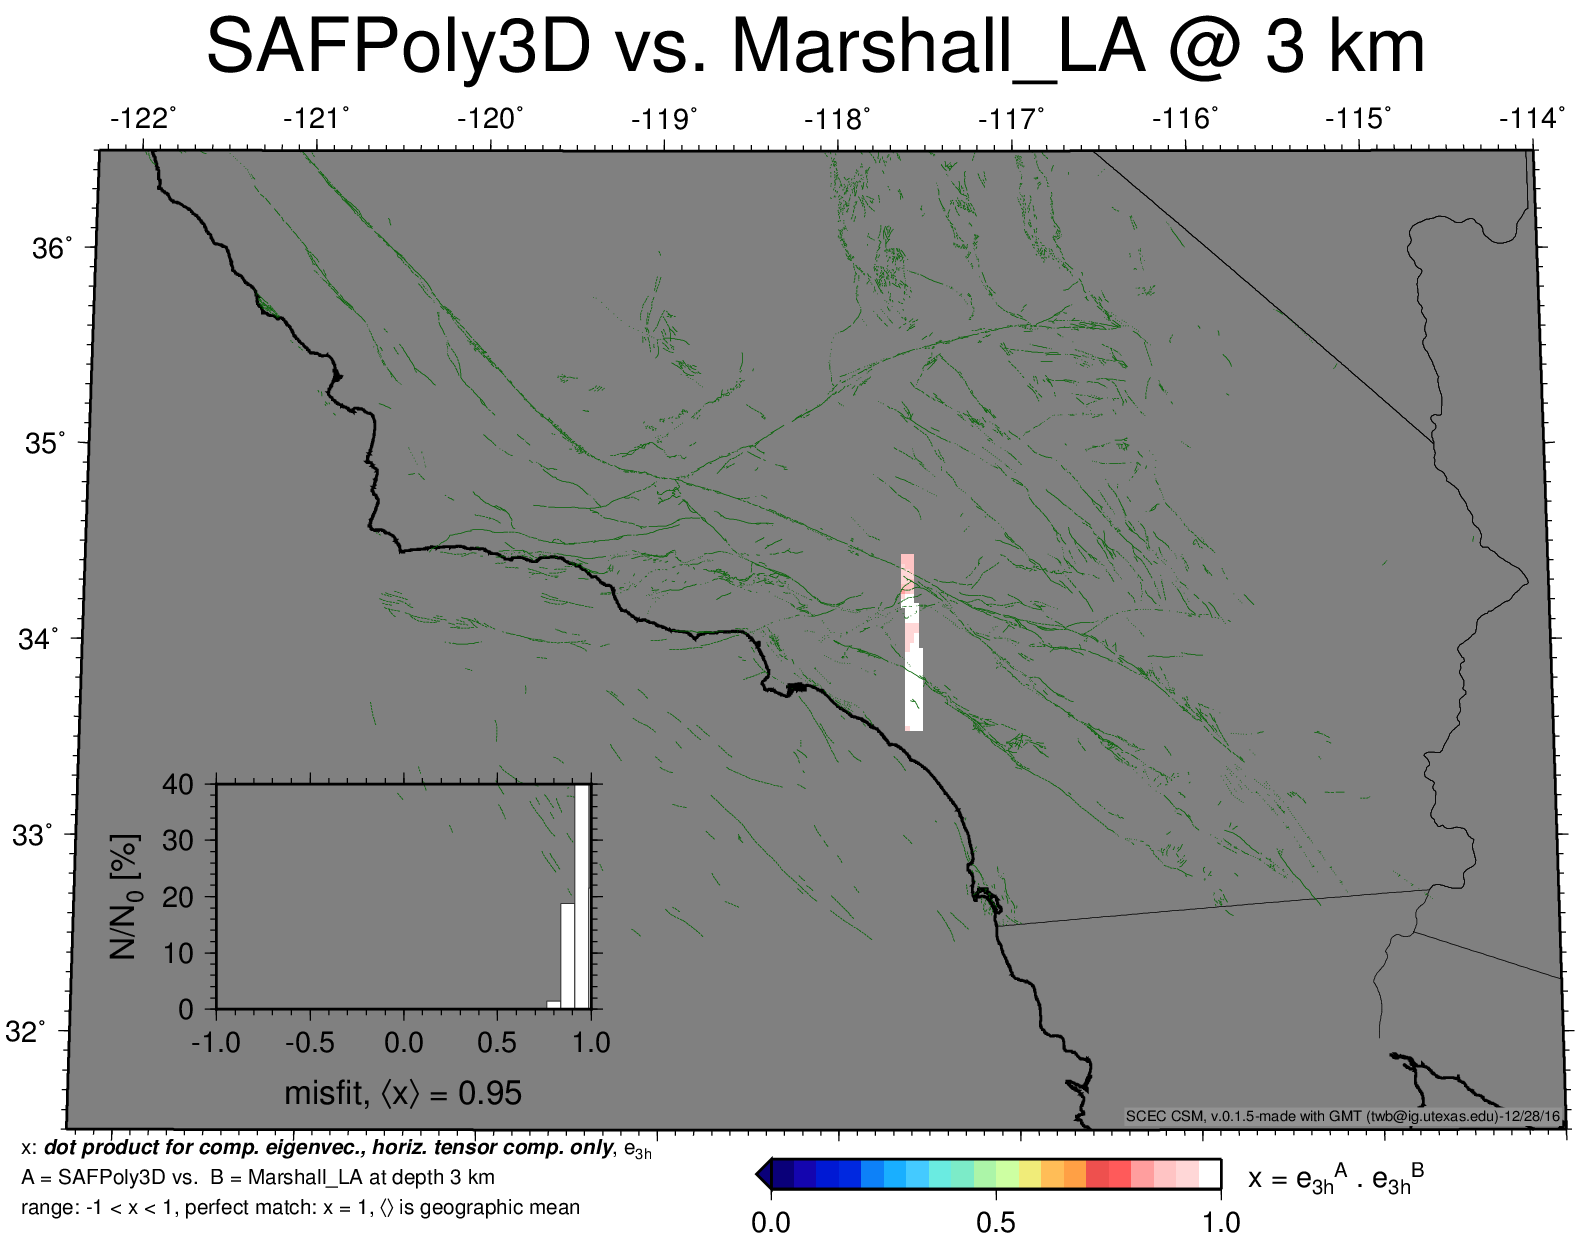 SAFPoly3D vs. Marshall_LA @ 3 km
-122° -121° -120° -119° -118° -117° -116° -115° -114°
36°
35°
34°
33°
32°
40
30
20
10
0
N/N0 [%]
-1.0 -0.5 0.0 0.5 1.0
misfit, ⟨x⟩ = 0.95
SCEC CSM, v.0.1.5-made with GMT (twb@ig.utexas.edu)-12/28/16
x: dot product for comp. eigenvec., horiz. tensor comp. only, e3h
A = SAFPoly3D vs. B = Marshall_LA at depth 3 km
range: -1 < x < 1, perfect match: x = 1, ⟨⟩ is geographic mean
x = e3hA . e3hB
0.0 0.5 1.0